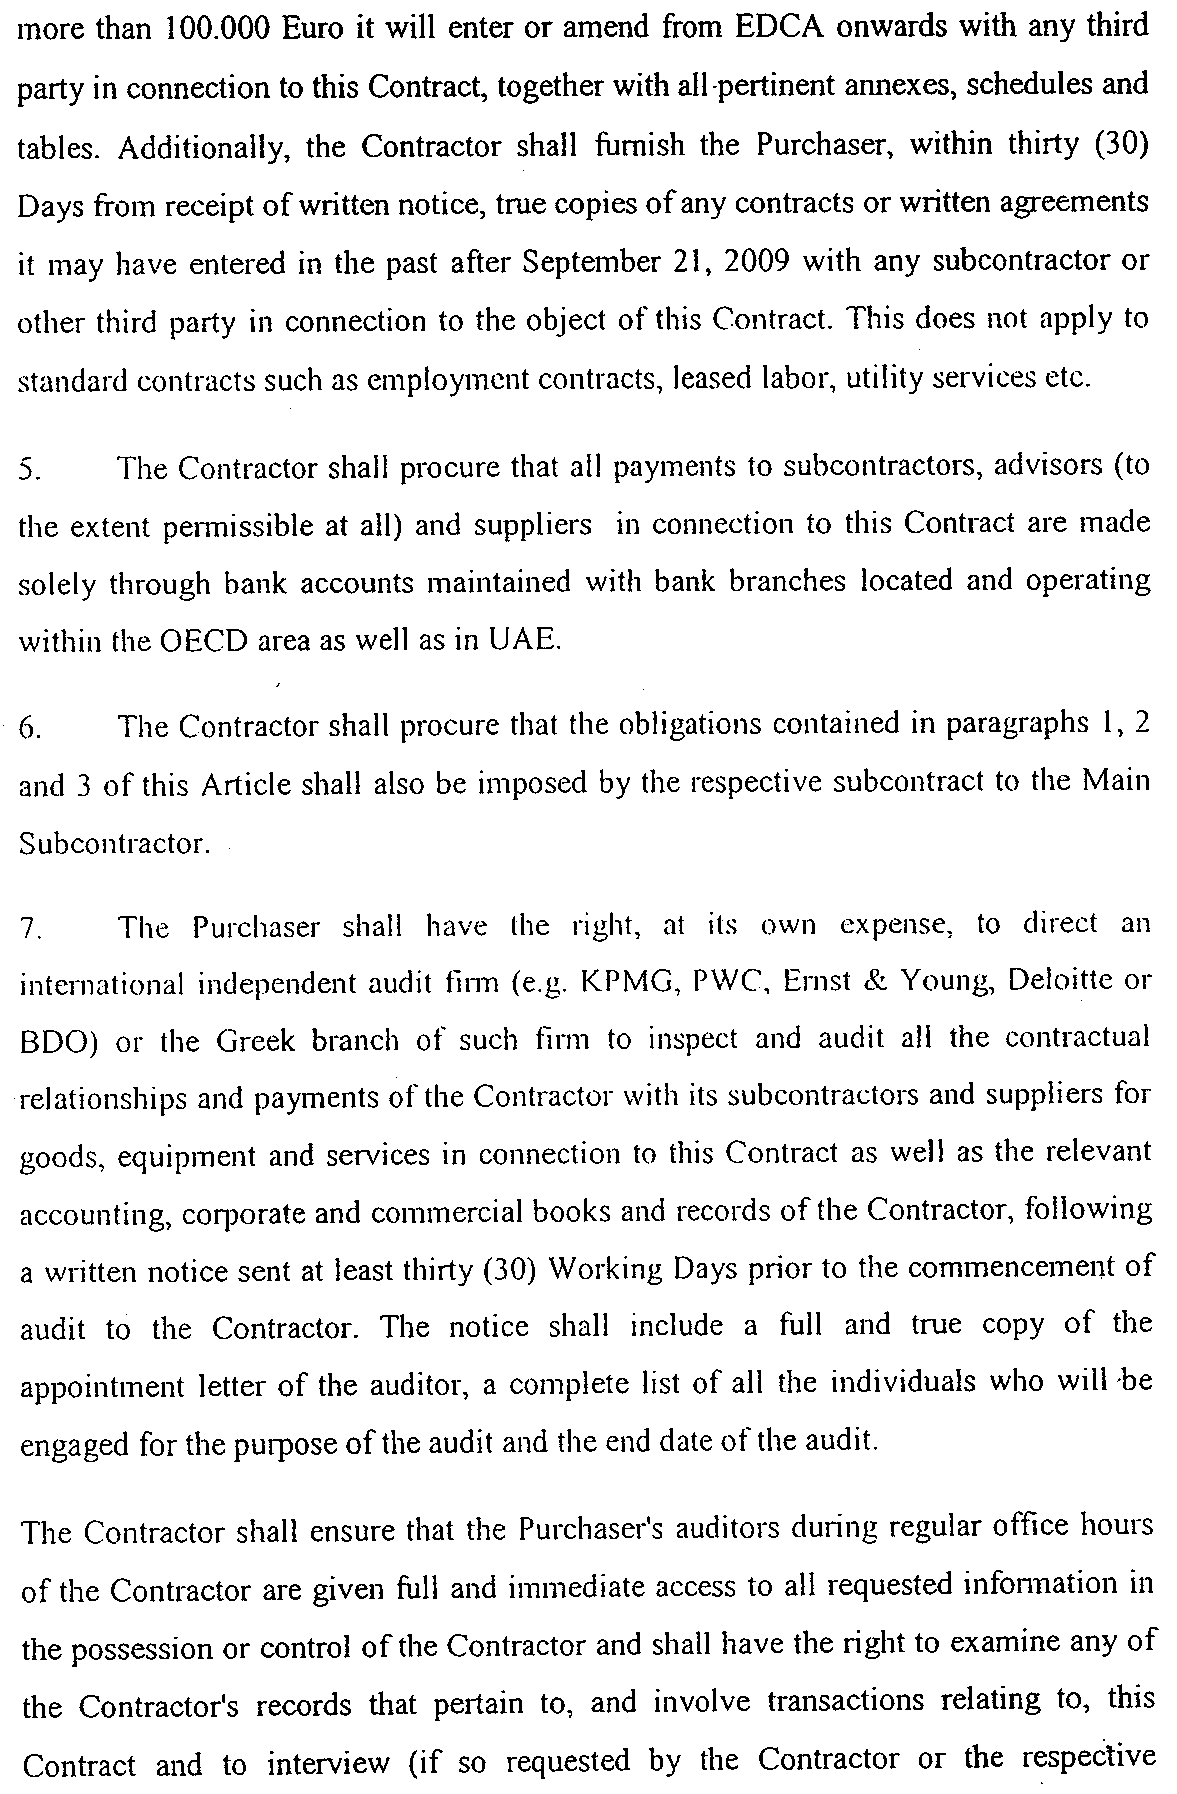 more than 100.000 Euro it will enter or amend from EDCA onwards with any third
party in connection to this Contract, together with all pertinent annexes, schedules and
tables. Additionally, the Contractor shall furnish the Purchaser, within thirty (30)
Days from receipt of written notice, true copies of any contracts or written agreements
it may have entered in the past after September 21, 2009 with any subcontractor or
other third party in connection to the object of this Contract. This does not apply to
standard contracts such as employment contracts, leased labor, utility services etc.
5. The Contractor shall procure that all payments to subcontractors, advisors (to
the extent permissible at all) and suppliers in connection to this Contract are made
solely through bank accounts maintained with bank branches located and operating
within the OECD area as well as in UAE.
6. The Contractor shall procure that the obligations contained in paragraphs 1, 2
and 3 of this Article shall also be imposed by the respective subcontract to the Main
Subcontractor.
7. The Purchaser shall have the right, at its own expense, to direct an
international independent audit firm (e.g. KPMG, PWC, Ernst & Young, Deloitte or
BDO) or the Greek branch of such firm to inspect and audit all the contractual
relationships and payments of the Contractor with its subcontractors and suppliers for
goods, equipment and services in connection to this Contract as well as the relevant
accounting, corporate and commercial books and records of the Contractor, following
a written notice sent at least thirty (30) Working Days prior to the commencement of
audit to the Contractor. The notice shall include a full and true copy of the
appointment letter of the auditor, a complete list of all the individuals who will be
engaged for the purpose of the audit and the end date of the audit.
The Contractor shall ensure that the Purchaser's auditors during regular office hours
of the Contractor are given full and immediate access to all requested information in
the possession or control of the Contractor and shall have the right to examine any of
the Contractor's records that pertain to, and involve transactions relating to, this
Contract and to interview (if so requested by the Contractor or the respective